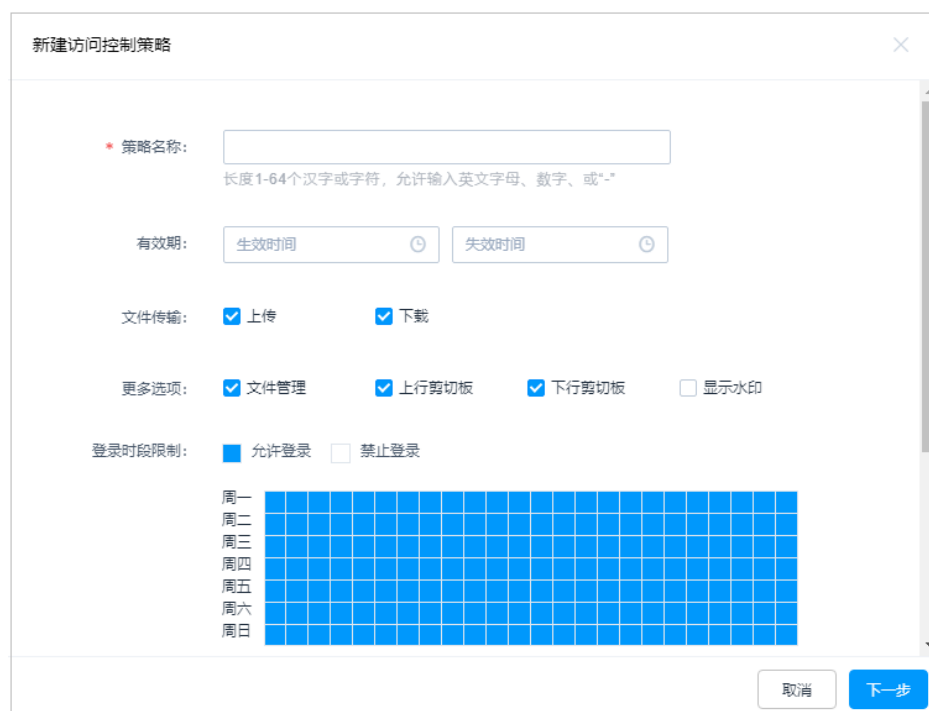 新建访问控制策略
* 策略名称：
长度1-64个汉字或字符，允许输入英文字母、数字、或"-"
有效期： 生效时间 失效时间
文件传输： 上传 下载
更多选项： 文件管理 上行剪切板 下行剪切板 显示水印
登录时段限制： 允许登录 禁止登录
周一
周二
周三
周四
周五
周六
周日
取消 下一步